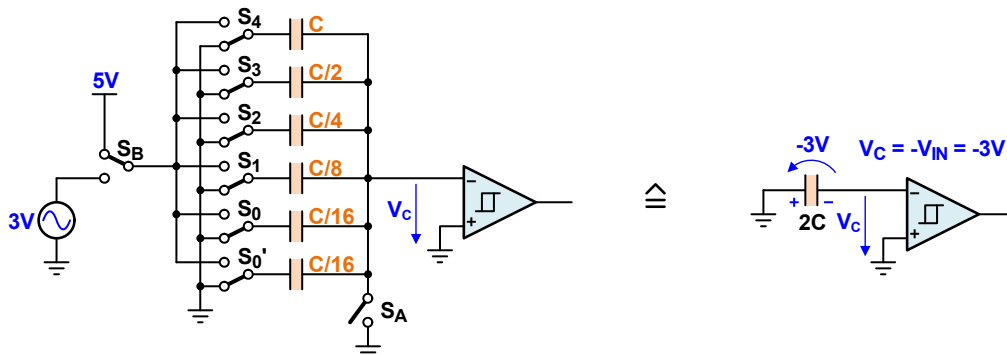 S4
C
S3
C/2
5V
S2
C/4
SB
S1
C/8
-3V
VC = -VIN = -3V
3V
S0
C/16
VC
−
+
≙
+ −
2C
VC
−
+
S0'
C/16
SA